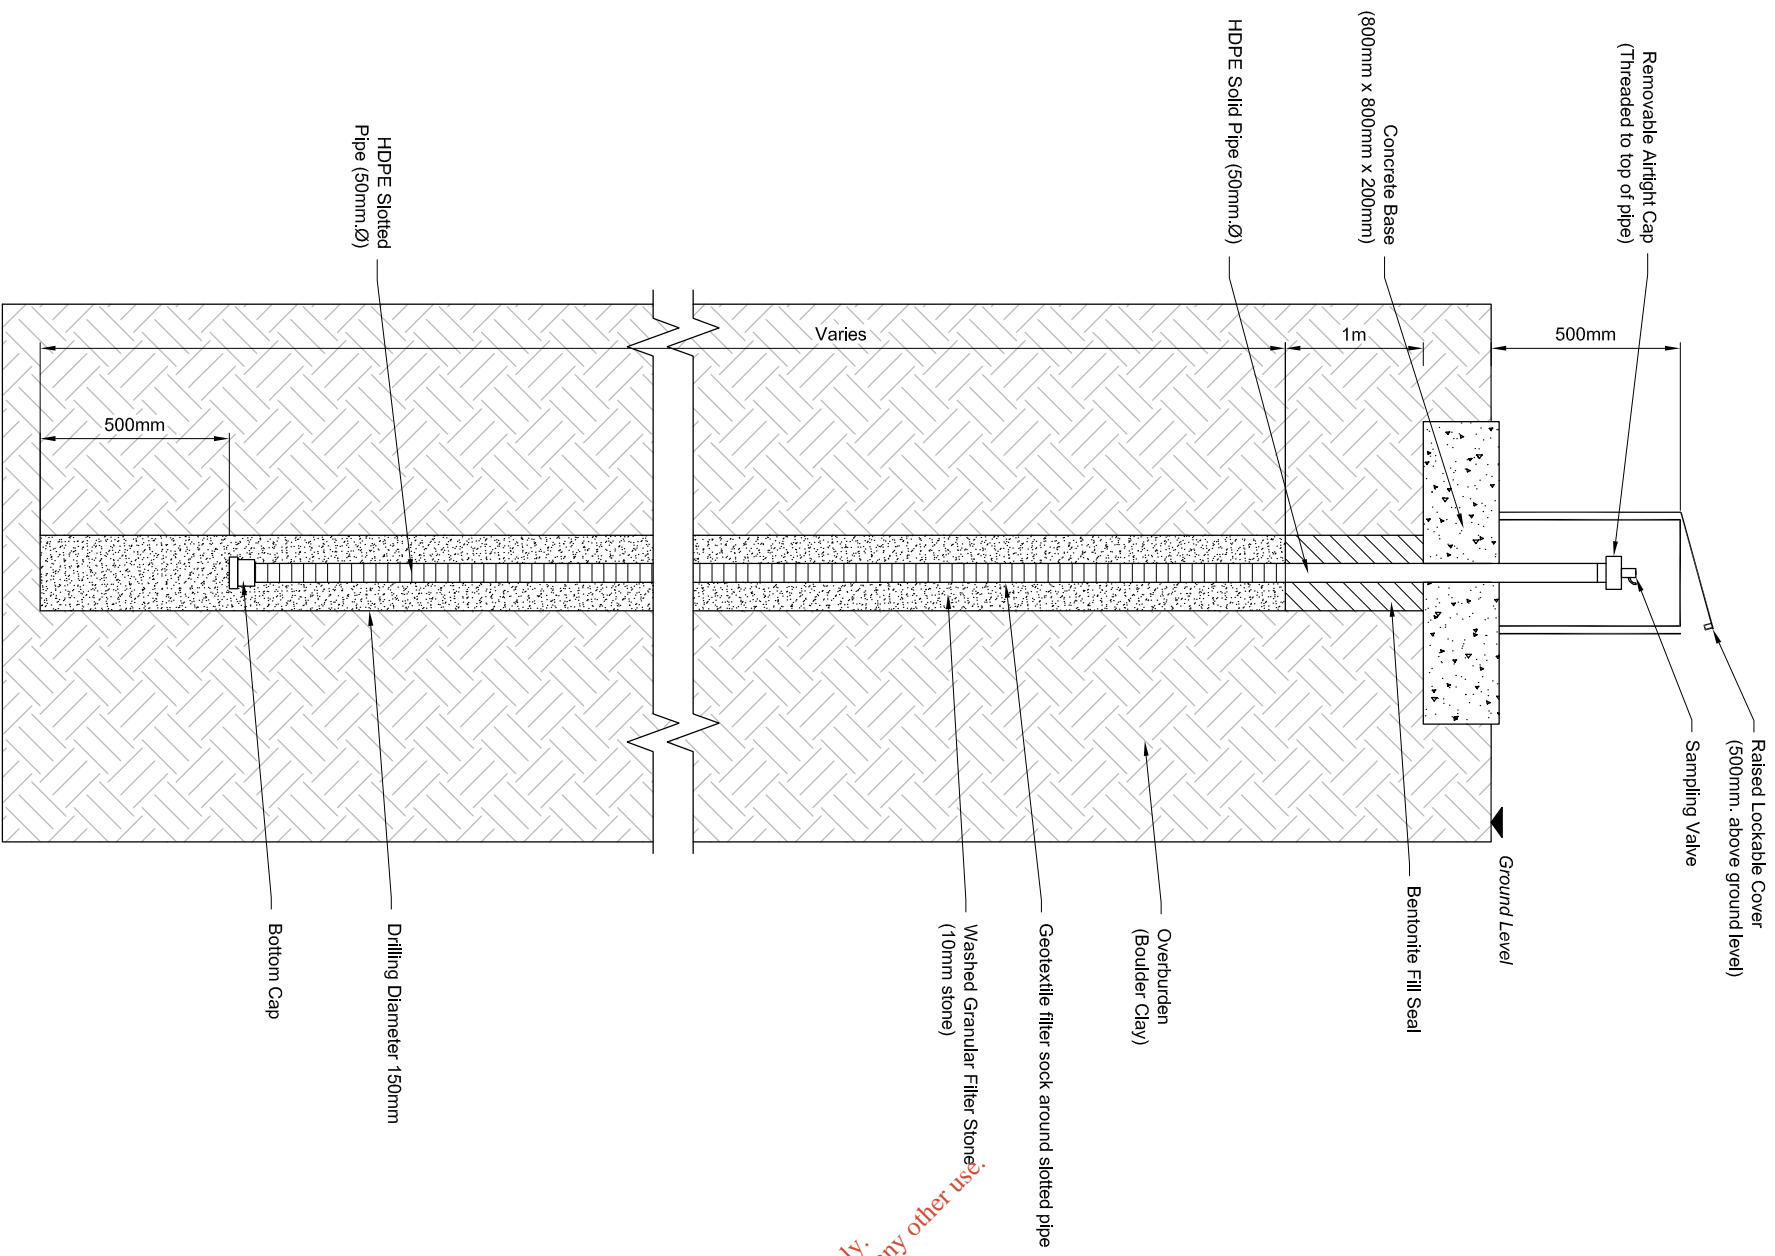 Removable Airtight Cap
(Threaded to top of pipe)
Concrete Base
(800mm x 800mm x 200mm)
HDPE Solid Pipe (50mm.Ø)
HDPE Slotted
Pipe (50mm.Ø)
500mm
1m
Varies
500mm
Raised Lockable Cover
(500mm. above ground level)
Sampling Valve
Ground Level
Bentonite Fill Seal
Overburden
(Boulder Clay)
Geotextile filter sock around slotted pipe
Washed Granular Filter Stone
(10mm stone)
Drilling Diameter 150mm
Bottom Cap
any other use.